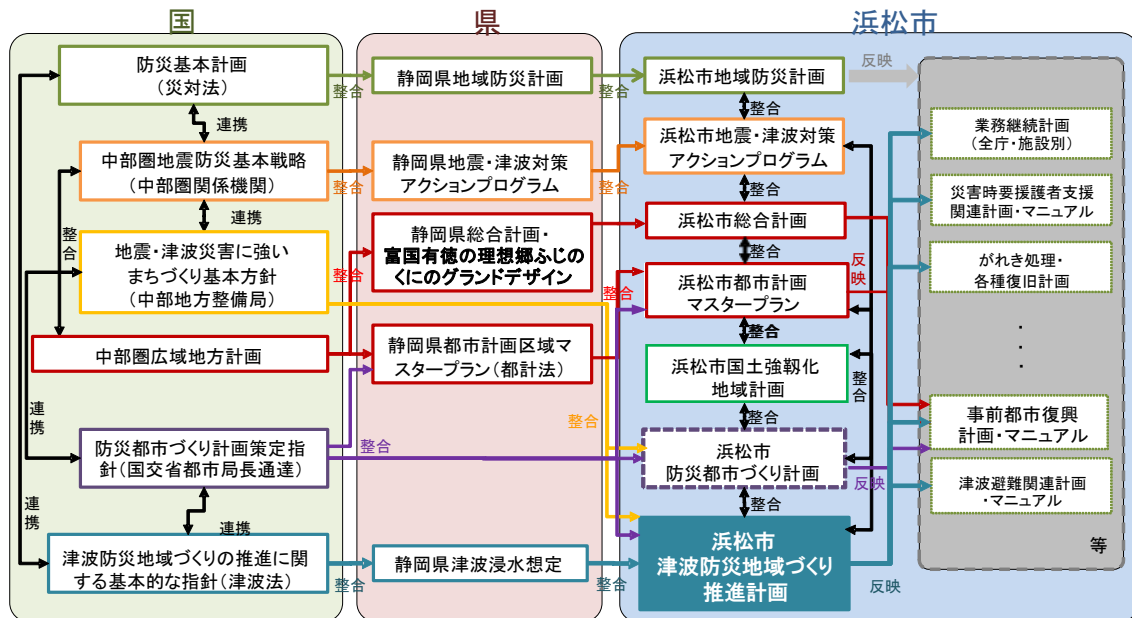 国
防災基本計画
(災対法)
整合
連携
中部圏地震防災基本戦略
(中部圏関係機関)
整合
連携
整合
地震・津波災害に強い
まちづくり基本方針
(中部地方整備局)
整合
中部圏広域地方計画
連携
防災都市づくり計画策定指
針(国交省都市局長通達)
整合
連携
連携
津波防災地域づくりの推進に関
する基本的な指針(津波法)
整合
県
静岡県地域防災計画
整合
静岡県地震・津波対策
アクションプログラム
整合
静岡県総合計画・
富国有徳の理想郷ふじの
くにのグランドデザイン
整合
静岡県都市計画区域マ
スタープラン(都計法)
整合
静岡県津波浸水想定
整合
浜松市
浜松市地域防災計画
反映
整合
浜松市地震・津波対策
アクションプログラム
整合
浜松市総合計画
整合
反映
浜松市都市計画
マスタープラン
整合
浜松市国土強靱化
地域計画
整合
整合
浜松市
防災都市づくり計画
反映
整合
浜松市
津波防災地域づくり
推進計画
反映
業務継続計画
(全庁・施設別)
災害時要援護者支援
関連計画・マニュアル
がれき処理・
各種復旧計画
・
・
・
事前都市復興
計画・マニュアル
津波避難関連計画
・マニュアル
等